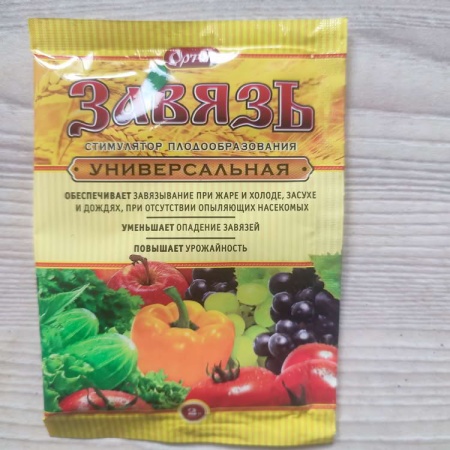 Орто
ЗАВЯЗЬ
СТИМУЛЯТОР ПЛОДООБРАЗОВАНИЯ
УНИВЕРСАЛЬНАЯ
ОБЕСПЕЧИВАЕТ ЗАВЯЗЫВАНИЕ ПРИ ЖАРЕ И ХОЛОДЕ, ЗАСУХЕ
И ДОЖДЯХ, ПРИ ОТСУТСТВИИ ОПЫЛЯЮЩИХ НАСЕКОМЫХ
УМЕНЬШАЕТ ОПАДЕНИЕ ЗАВЯЗЕЙ
ПОВЫШАЕТ УРОЖАЙНОСТЬ
2г